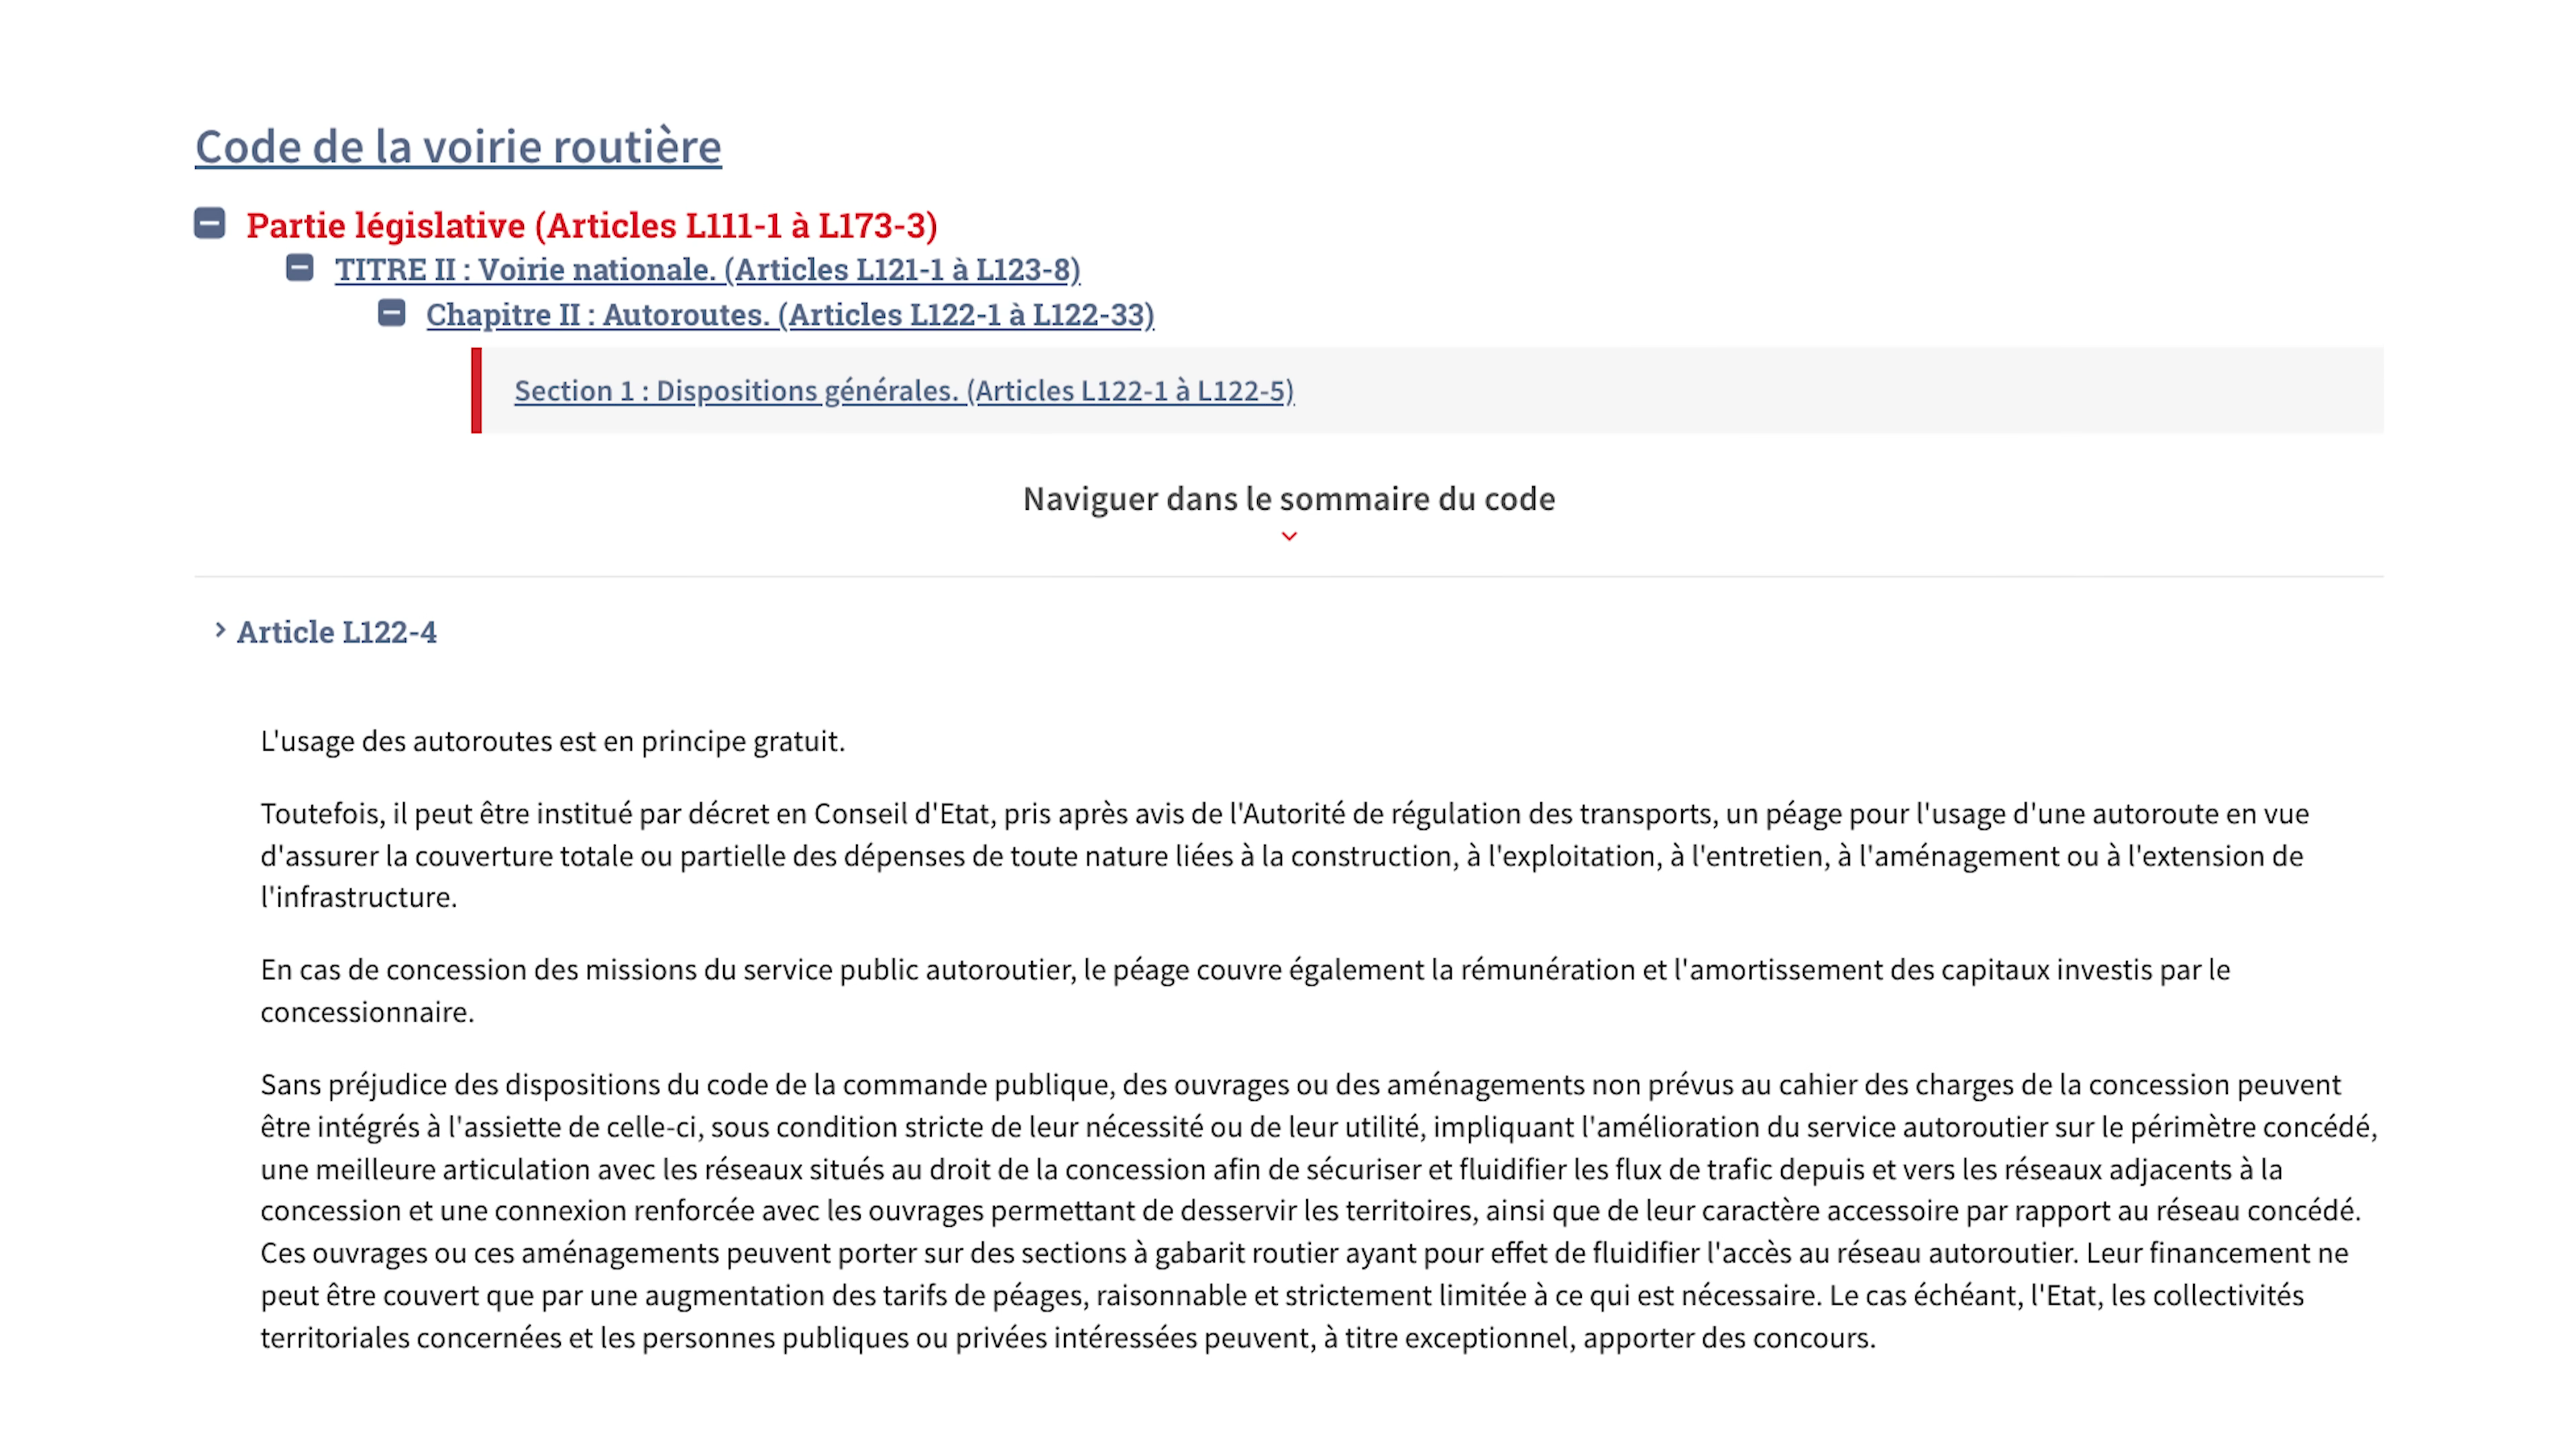 Code de la voirie routière
Partie législative (Articles L111-1 à L173-3)
TITRE II : Voirie nationale. (Articles L121-1 à L123-8)
Chapitre II : Autoroutes. (Articles L122-1 à L122-33)
Section 1 : Dispositions générales. (Articles L122-1 à L122-5)
Naviguer dans le sommaire du code
Article L122-4
L'usage des autoroutes est en principe gratuit.
Toutefois, il peut être institué par décret en Conseil d'Etat, pris après avis de l'Autorité de régulation des transports, un péage pour l'usage d'une autoroute en vue
d'assurer la couverture totale ou partielle des dépenses de toute nature liées à la construction, à l'exploitation, à l'entretien, à l'aménagement ou à l'extension de
l'infrastructure.
En cas de concession des missions du service public autoroutier, le péage couvre également la rémunération et l'amortissement des capitaux investis par le
concessionnaire.
Sans préjudice des dispositions du code de la commande publique, des ouvrages ou des aménagements non prévus au cahier des charges de la concession peuvent
être intégrés à l'assiette de celle-ci, sous condition stricte de leur nécessité ou de leur utilité, impliquant l'amélioration du service autoroutier sur le périmètre concédé,
une meilleure articulation avec les réseaux situés au droit de la concession afin de sécuriser et fluidifier les flux de trafic depuis et vers les réseaux adjacents à la
concession et une connexion renforcée avec les ouvrages permettant de desservir les territoires, ainsi que de leur caractère accessoire par rapport au réseau concédé.
Ces ouvrages ou ces aménagements peuvent porter sur des sections à gabarit routier ayant pour effet de fluidifier l'accès au réseau autoroutier. Leur financement ne
peut être couvert que par une augmentation des tarifs de péages, raisonnable et strictement limitée à ce qui est nécessaire. Le cas échéant, l'Etat, les collectivités
territoriales concernées et les personnes publiques ou privées intéressées peuvent, à titre exceptionnel, apporter des concours.